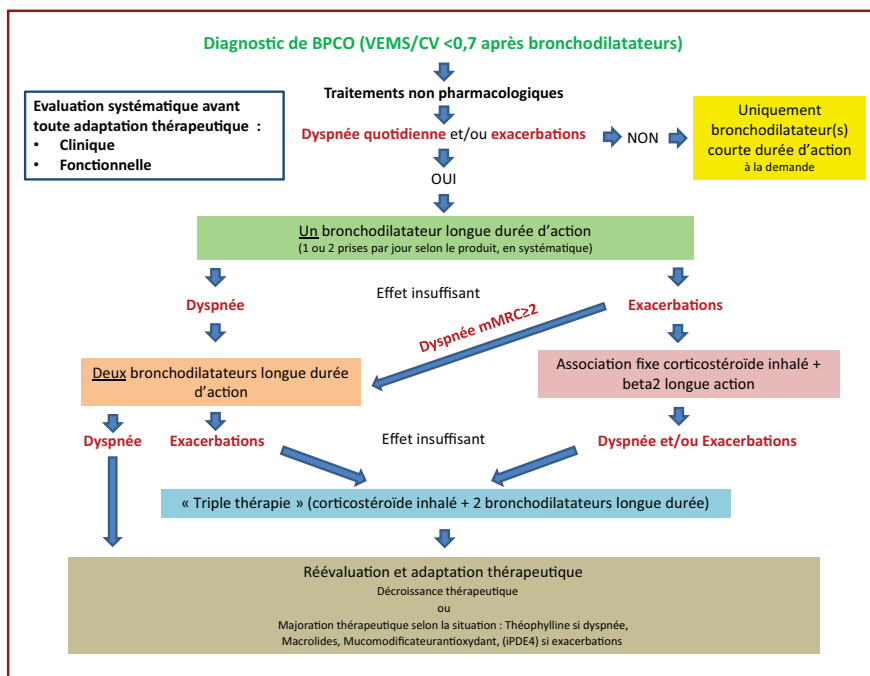 Diagnostic de BPCO (VEMS/CV <0,7 après bronchodilatateurs)
Traitements non pharmacologiques
Evaluation systématique avant
toute adaptation thérapeutique :
• Clinique
• Fonctionnelle
Dyspnée quotidienne et/ou exacerbations
NON
Uniquement
bronchodilatateur(s)
courte durée d’action
à la demande
OUI
Un bronchodilatateur longue durée d’action
(1 ou 2 prises par jour selon le produit, en systématique)
Dyspnée
Effet insuffisant
Exacerbations
Dyspnée mMRC≥2
Deux bronchodilatateurs longue durée
d’action
Association fixe corticostéroïde inhalé +
beta2 longue action
Dyspnée
Exacerbations
Effet insuffisant
Dyspnée et/ou Exacerbations
« Triple thérapie » (corticostéroïde inhalé + 2 bronchodilatateurs longue durée)
Réévaluation et adaptation thérapeutique
Décroissance thérapeutique
ou
Majoration thérapeutique selon la situation : Théophylline si dyspnée,
Macrolides, Mucomodificateurantioxydant, (iPDE4) si exacerbations